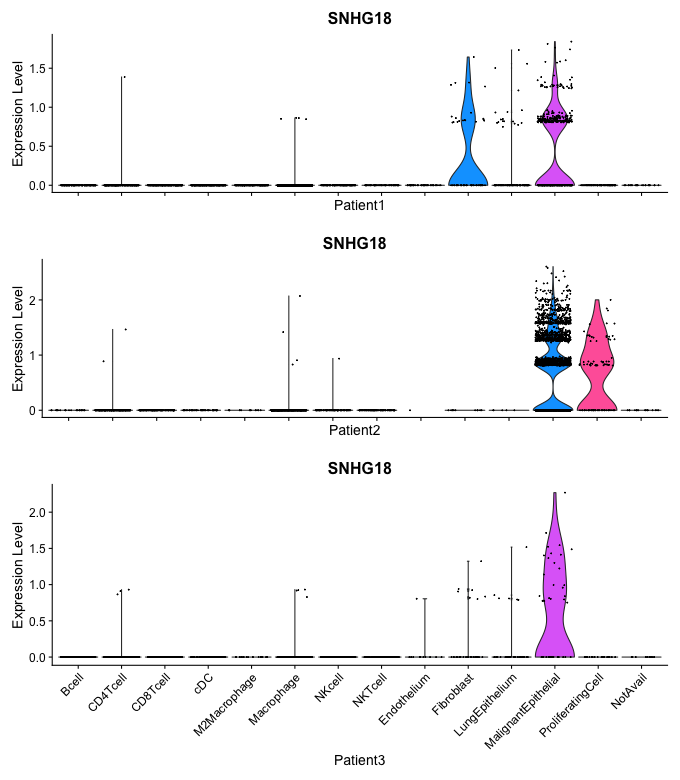 SNHG18
Expression Level
1.5
1.0
0.5
0.0
Patient1
SNHG18
Expression Level
2
1
0
Patient2
SNHG18
Expression Level
2.0
1.5
1.0
0.5
0.0
Bcell
CD4Tcell
CD8Tcell
cDC
M2Macrophage
Macrophage
NKcell
NKTcell
Endothelium
Fibroblast
LungEpithelium
MalignantEpithelial
ProliferatingCell
NotAvail
Patient3